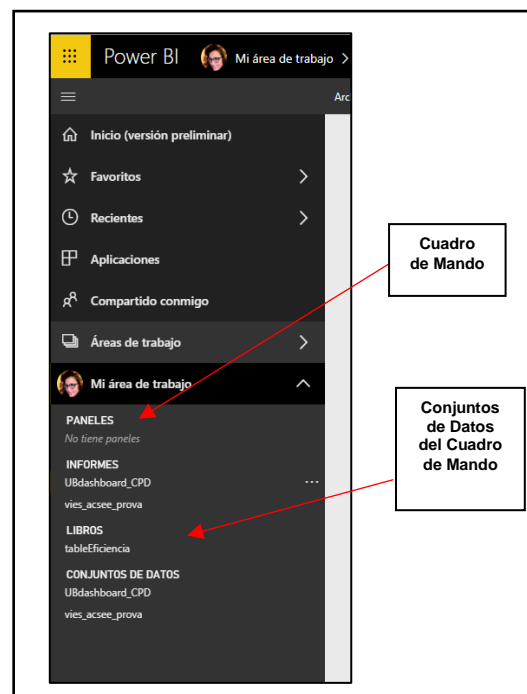 Power BI
Mi área de trabajo
Arc
Inicio (versión preliminar)
Favoritos
Recientes
Aplicaciones
Compartido conmigo
Áreas de trabajo
Mi área de trabajo
PANELES
No tiene paneles
INFORMES
UBdashboard_CPD
vies_acsee_prova
LIBROS
tableEficiencia
CONJUNTOS DE DATOS
UBdashboard_CPD
vies_acsee_prova
Cuadro
de Mando
Conjuntos
de Datos
del Cuadro
de Mando